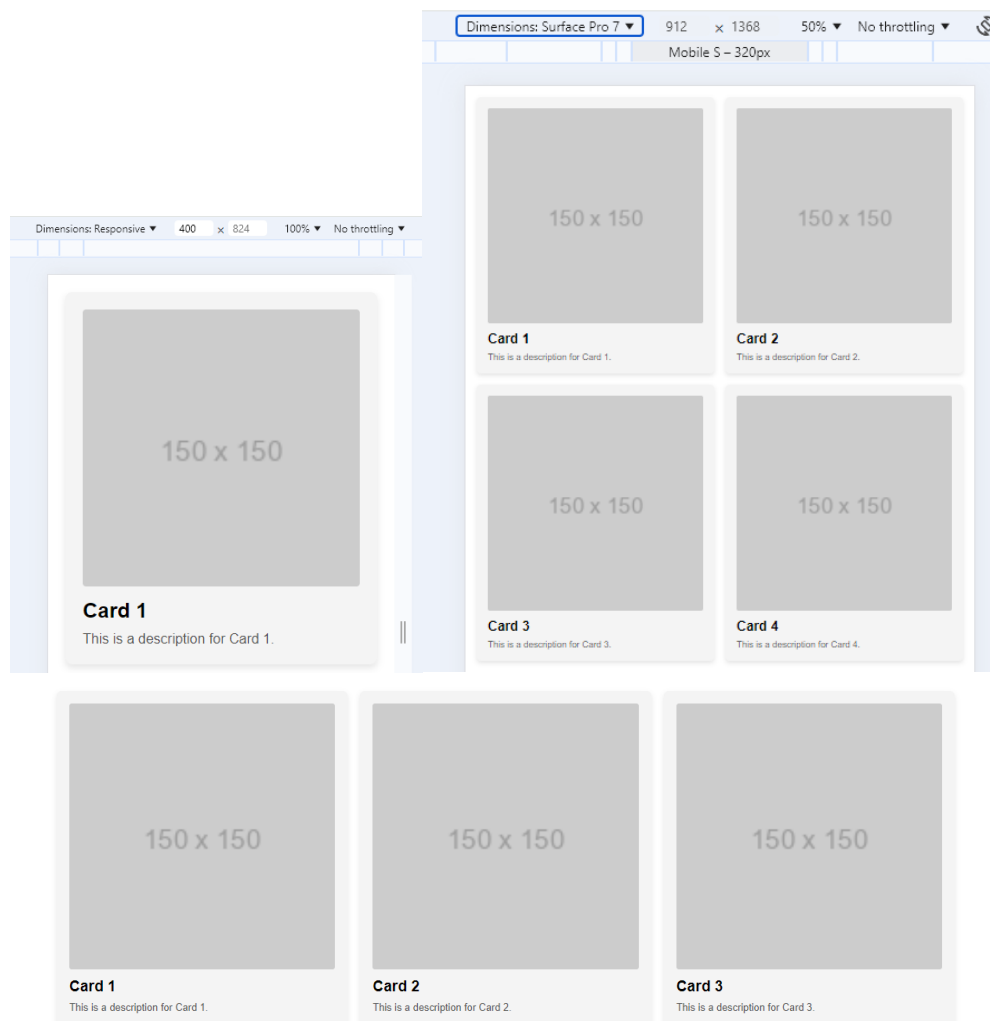 Dimensions: Surface Pro 7 ▼ 912 × 1368 50% ▼ No throttling ▼
Mobile S – 320px
150 x 150 150 x 150
Card 1 Card 2
This is a description for Card 1. This is a description for Card 2.
150 x 150 150 x 150
Card 3 Card 4
This is a description for Card 3. This is a description for Card 4.
Dimensions: Responsive ▼ 400 × 824 100% ▼ No throttling ▼
150 x 150
Card 1
This is a description for Card 1.
150 x 150 150 x 150 150 x 150
Card 1 Card 2 Card 3
This is a description for Card 1. This is a description for Card 2. This is a description for Card 3.